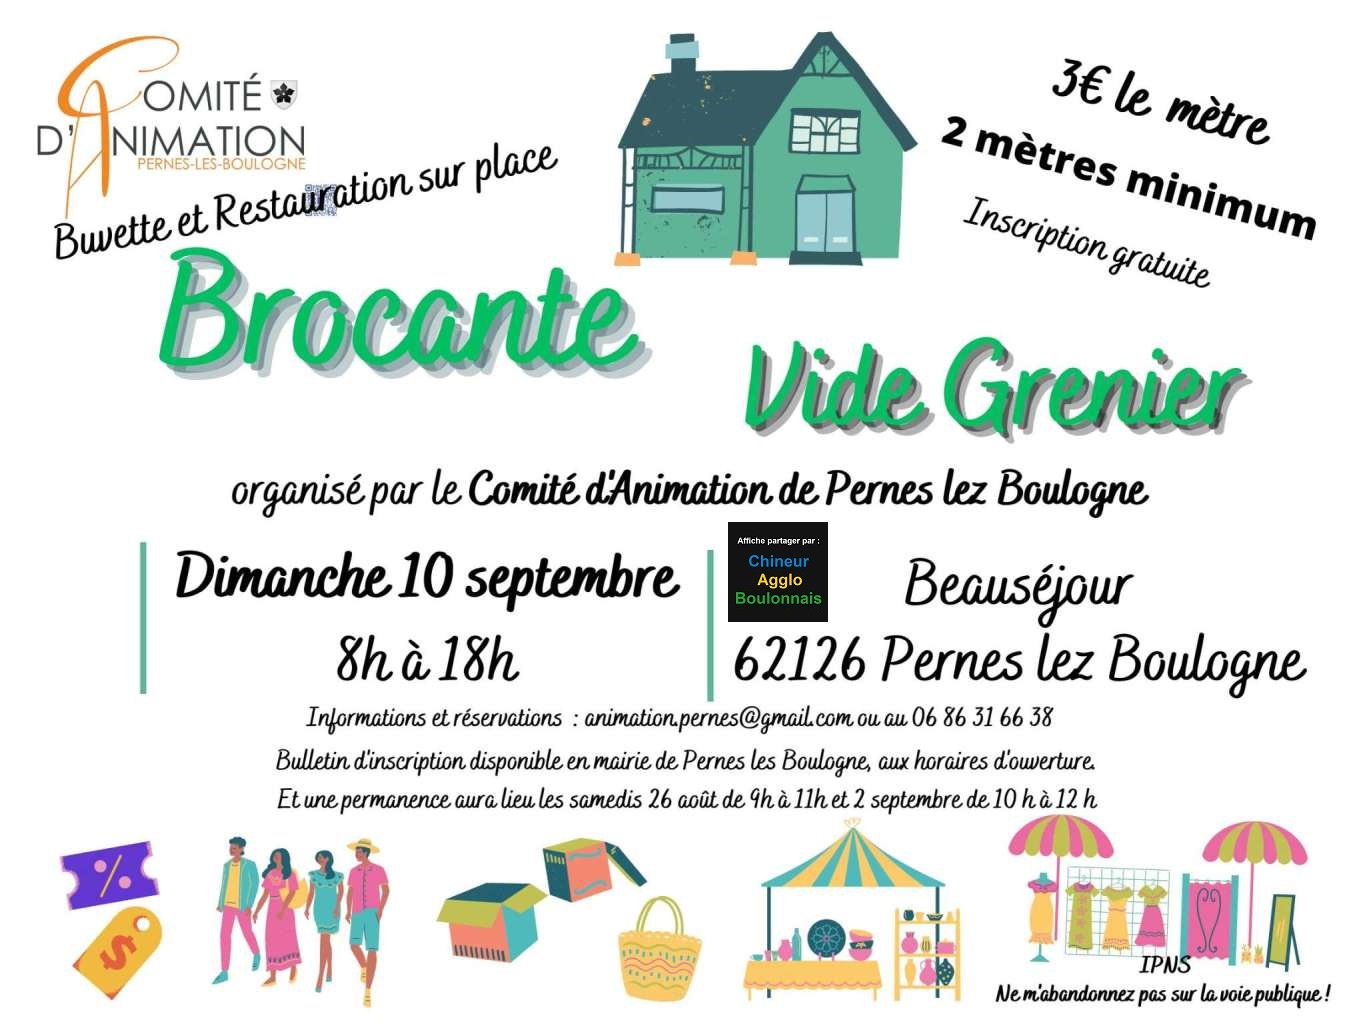 COMITÉ
D'ANIMATION
PERNES-LES-BOULOGNE
Buvette et Restauration sur place
3€ le mètre
2 mètres minimum
Inscription gratuite
Brocante
Vide Grenier
organisé par le Comité d'Animation de Pernes lez Boulogne
Dimanche 10 septembre
8h à 18h
Affiche partager par :
Chineur
Agglo
Boulonnais
Beauséjour
62126 Pernes lez Boulogne
Informations et réservations : animation.pernes@gmail.com ou au 06 86 31 66 38
Bulletin d'inscription disponible en mairie de Pernes les Boulogne, aux horaires d'ouverture.
Et une permanence aura lieu les samedis 26 août de 9h à 11h et 2 septembre de 10 h à 12 h
%
$
IPNS
Ne m'abandonnez pas sur la voie publique !